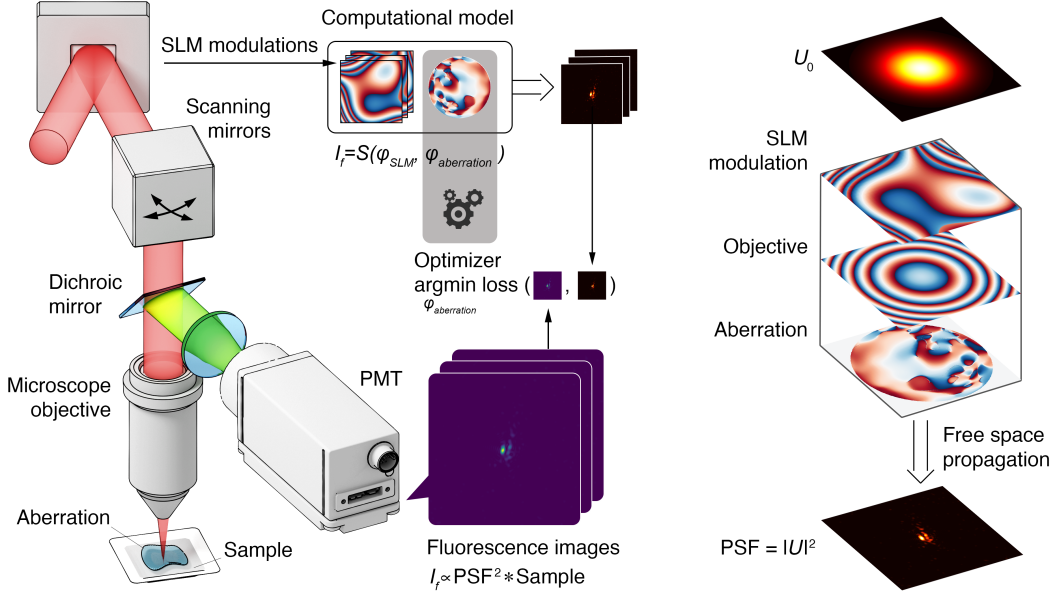 Computational model
SLM modulations
Scanning
mirrors
I_f=S(φ_SLM, φ_aberration)
Optimizer
argmin loss ( , )
φ_aberration
Dichroic
mirror
Microscope
objective
PMT
Aberration
Sample
Fluorescence images
I_f∝PSF²∗Sample
U₀
SLM
modulation
Objective
Aberration
Free space
propagation
PSF = |U|²